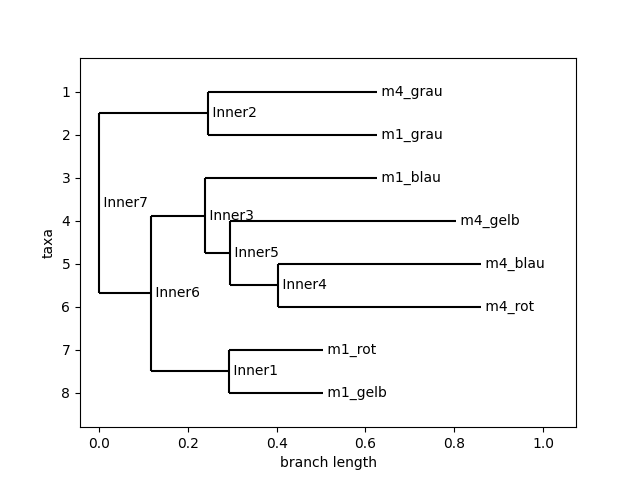 1
m4_grau
Inner2
2
m1_grau
3
m1_blau
Inner7
Inner3
4
m4_gelb
taxa
Inner5
5
m4_blau
Inner4
Inner6
6
m4_rot
7
m1_rot
Inner1
8
m1_gelb
0.0 0.2 0.4 0.6 0.8 1.0
branch length